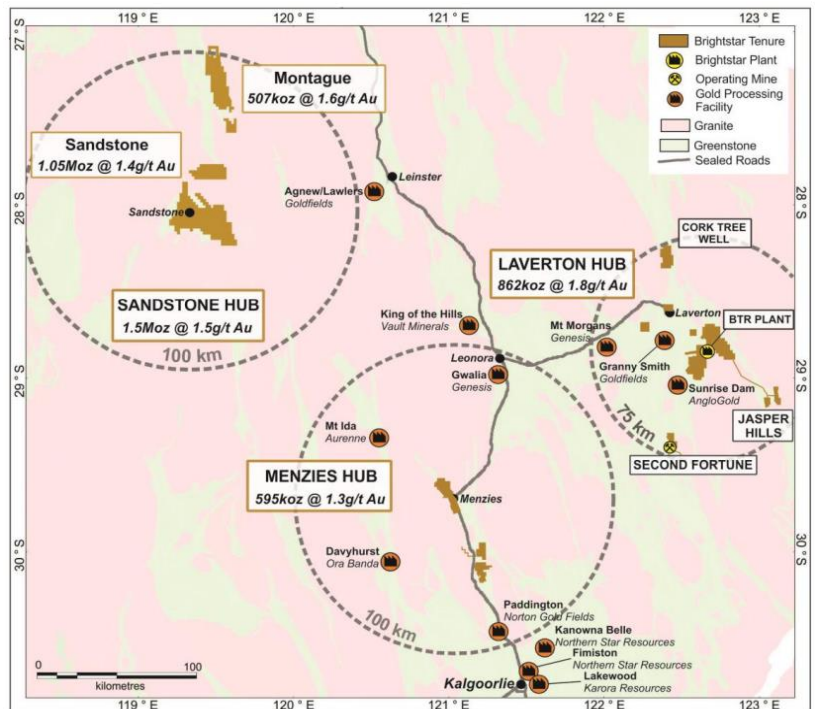 119 ° E
120 ° E
121 ° E
122 ° E
123 ° E
27° S
28° S
28° S
29° S
29° S
30° S
30° S
Brightstar Tenure
Brightstar Plant
Operating Mine
Gold Processing
Facility
Granite
Greenstone
Sealed Roads
Montague
507koz @ 1.6g/t Au
Sandstone
1.05Moz @ 1.4g/t Au
Sandstone
SANDSTONE HUB
1.5Moz @ 1.5g/t Au
100 km
Leinster
Agnew/Lawlers
Goldfields
CORK TREE
WELL
LAVERTON HUB
862koz @ 1.8g/t Au
Laverton
BTR PLANT
King of the Hills
Vault Minerals
Mt Morgans
Genesis
Leonora
Granny Smith
Goldfields
Gwalia
Genesis
Sunrise Dam
AngloGold
JASPER
HILLS
75 km
SECOND FORTUNE
Mt Ida
Aurenne
MENZIES HUB
595koz @ 1.3g/t Au
Menzies
Davyhurst
Ora Banda
100 km
Paddington
Norton Gold Fields
Kanowna Belle
Northern Star Resources
Fimiston
Northern Star Resources
Lakewood
Karora Resources
Kalgoorlie
0
100
kilometres
119 ° E
120 ° E
121 ° E
122 ° E
123 ° E